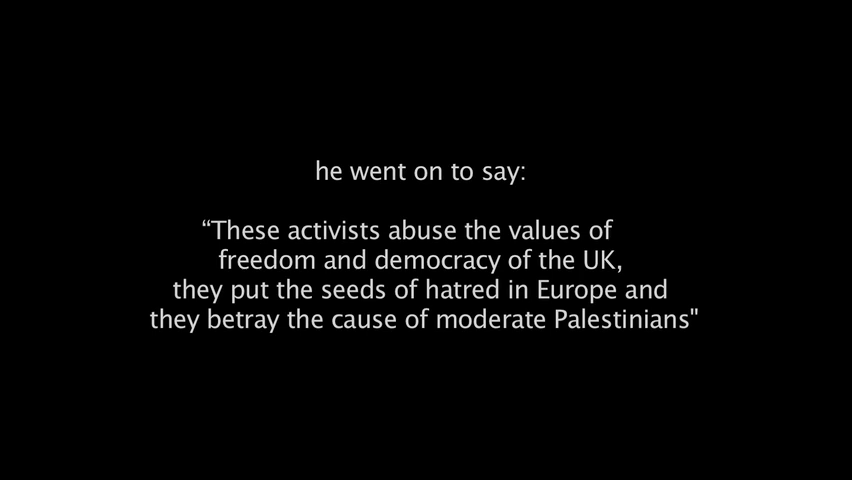 he went on to say:
“These activists abuse the values of
freedom and democracy of the UK,
they put the seeds of hatred in Europe and
they betray the cause of moderate Palestinians"